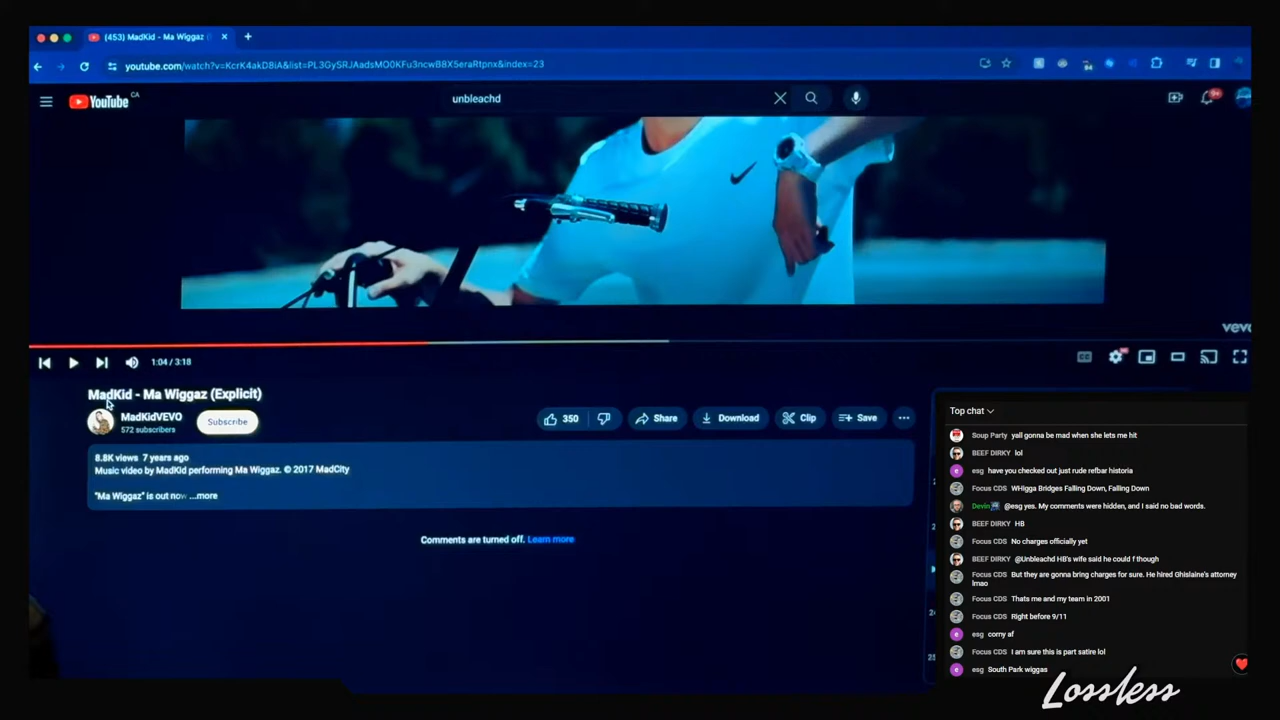 (453) MadKid - Ma Wiggaz
youtube.com/watch?v=KcrK4akD8iA&list=PL3GySRJAadsMO0KFu3ncwB8X5eraRtpnx&index=23
YouTube CA
unbleachd
9+
vevo
1:04 / 3:18
MadKid - Ma Wiggaz (Explicit)
MadKidVEVO
572 subscribers
Subscribe
350
Share
Download
Clip
Save
8.8K views 7 years ago
Music video by MadKid performing Ma Wiggaz. © 2017 MadCity
"Ma Wiggaz" is out now ...more
Comments are turned off. Learn more
Top chat
Soup Party yall gonna be mad when she lets me hit
BEEF DIRKY lol
esg have you checked out just rude refbar historia
Focus CDS WHigga Bridges Falling Down, Falling Down
Devin @esg yes. My comments were hidden, and I said no bad words.
BEEF DIRKY HB
Focus CDS No charges officially yet
BEEF DIRKY @Unbleachd HB's wife said he could f though
Focus CDS But they are gonna bring charges for sure. He hired Ghislaine's attorney
lmao
Focus CDS Thats me and my team in 2001
Focus CDS Right before 9/11
esg corny af
Focus CDS I am sure this is part satire lol
esg South Park wiggas
Lossless